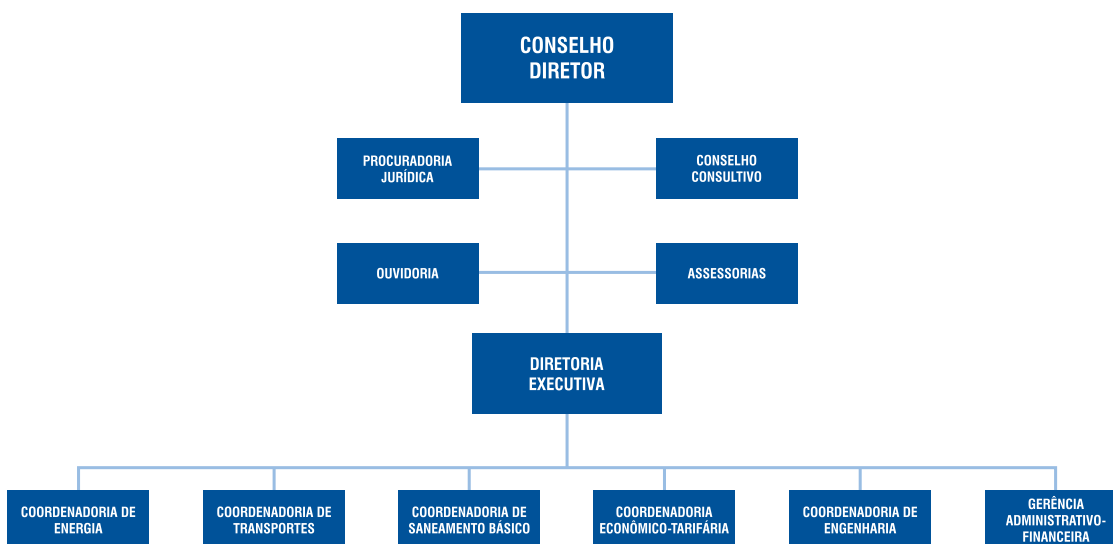 CONSELHO
DIRETOR
PROCURADORIA
JURÍDICA
CONSELHO
CONSULTIVO
OUVIDORIA
ASSESSORIAS
DIRETORIA
EXECUTIVA
COORDENADORIA DE
ENERGIA
COORDENADORIA DE
TRANSPORTES
COORDENADORIA DE
SANEAMENTO BÁSICO
COORDENADORIA
ECONÔMICO-TARIFÁRIA
COORDENADORIA DE
ENGENHARIA
GERÊNCIA
ADMINISTRATIVO-
FINANCEIRA